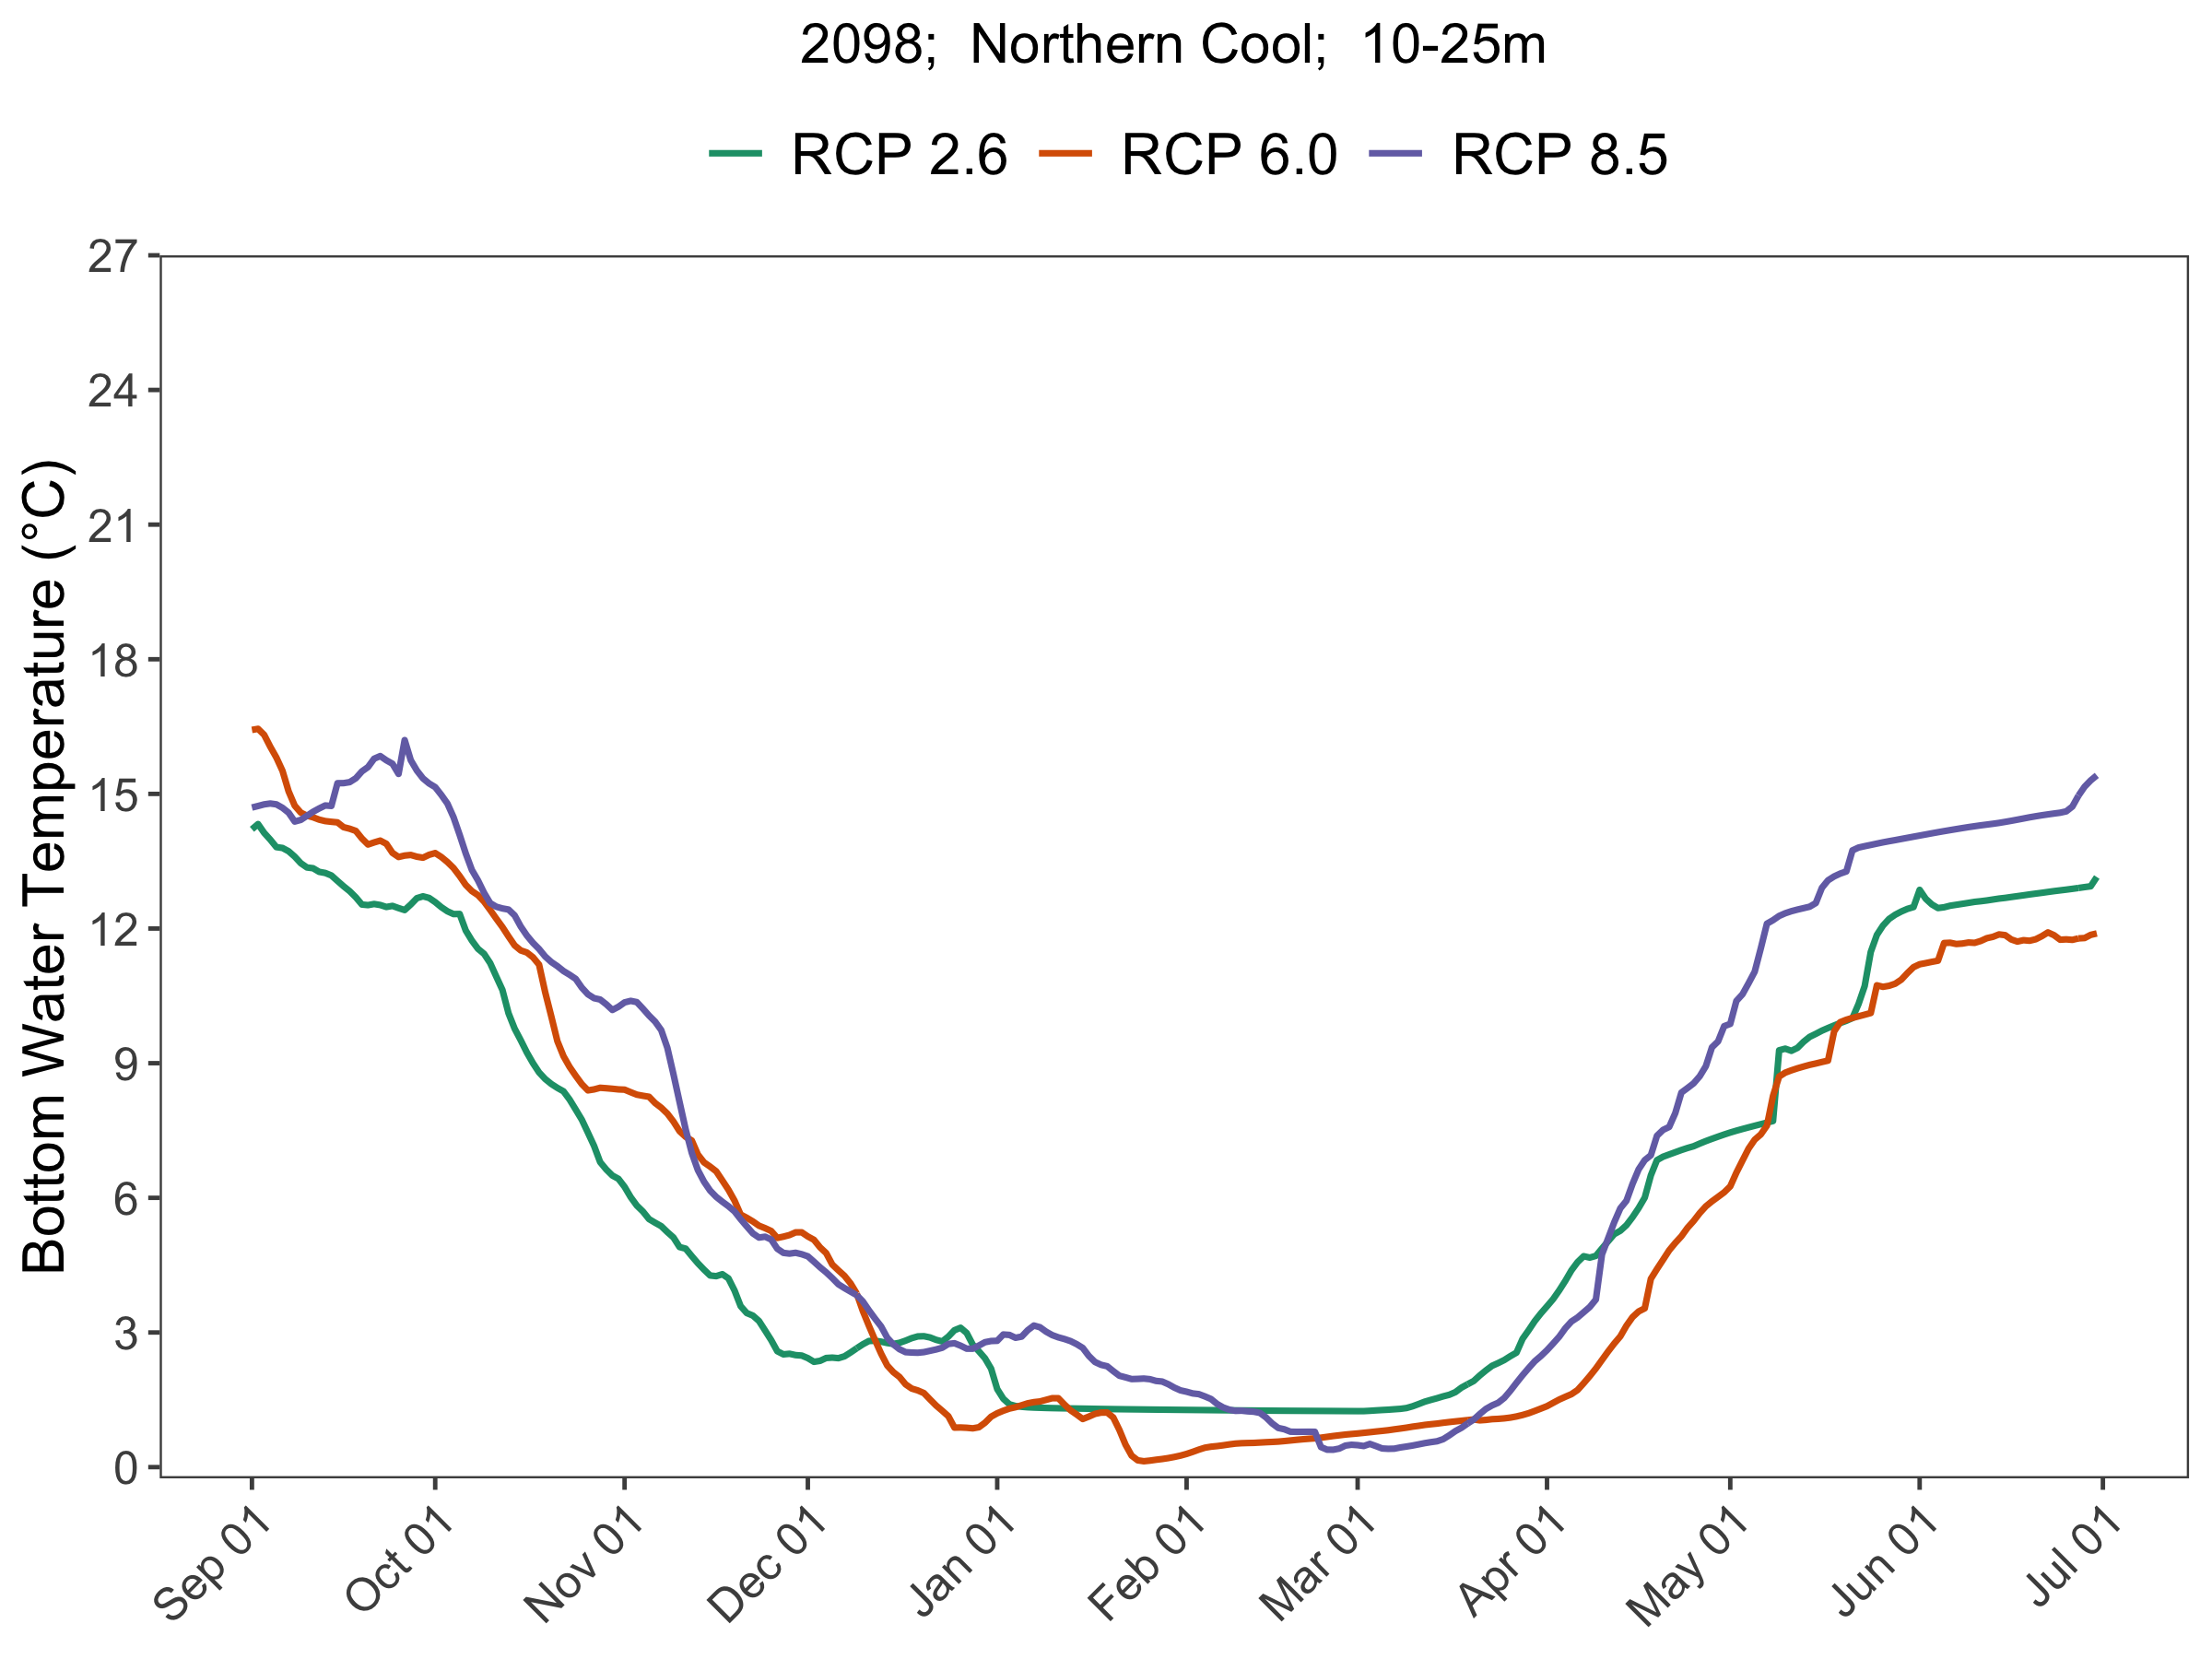 2098;  Northern Cool;  10-25m
RCP 2.6 RCP 6.0 RCP 8.5
Bottom Water Temperature (°C)
27
24
21
18
15
12
9
6
3
0
Sep 01 Oct 01 Nov 01 Dec 01 Jan 01 Feb 01 Mar 01 Apr 01 May 01 Jun 01 Jul 01